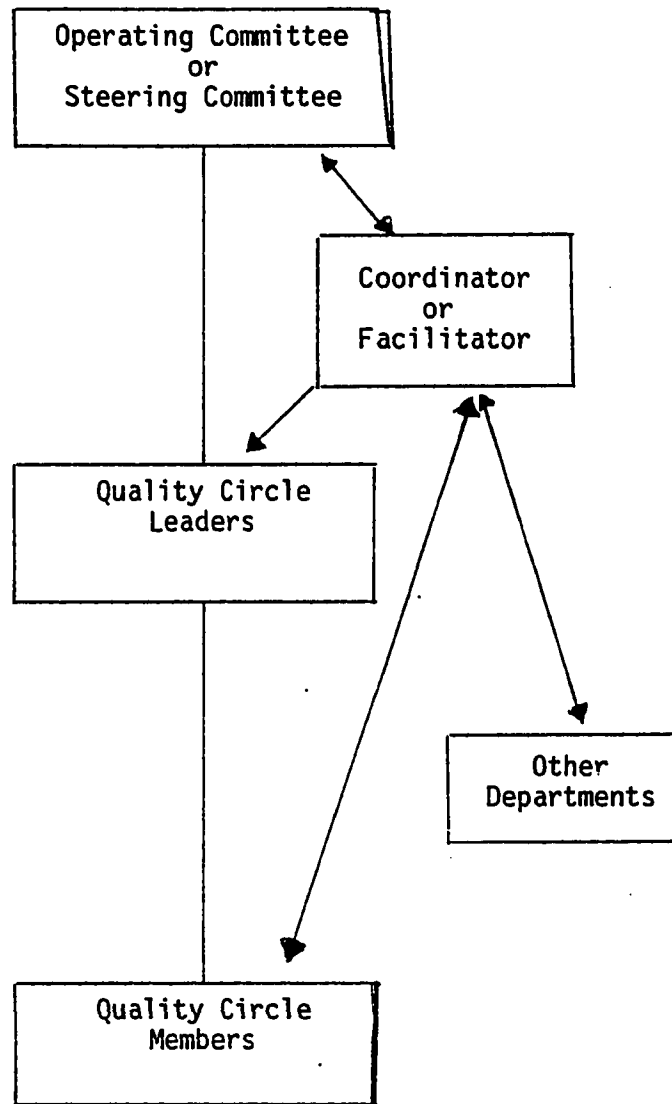 Operating Committee
or
Steering Committee
Coordinator
or
Facilitator
Quality Circle
Leaders
Other
Departments
Quality Circle
Members